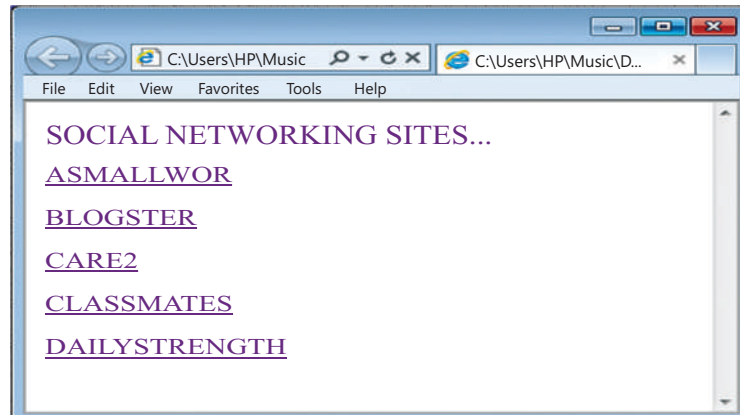 C:\Users\HP\Music C:\Users\HP\Music\D...
File Edit View Favorites Tools Help
SOCIAL NETWORKING SITES...
ASMALLWOR
BLOGSTER
CARE2
CLASSMATES
DAILYSTRENGTH